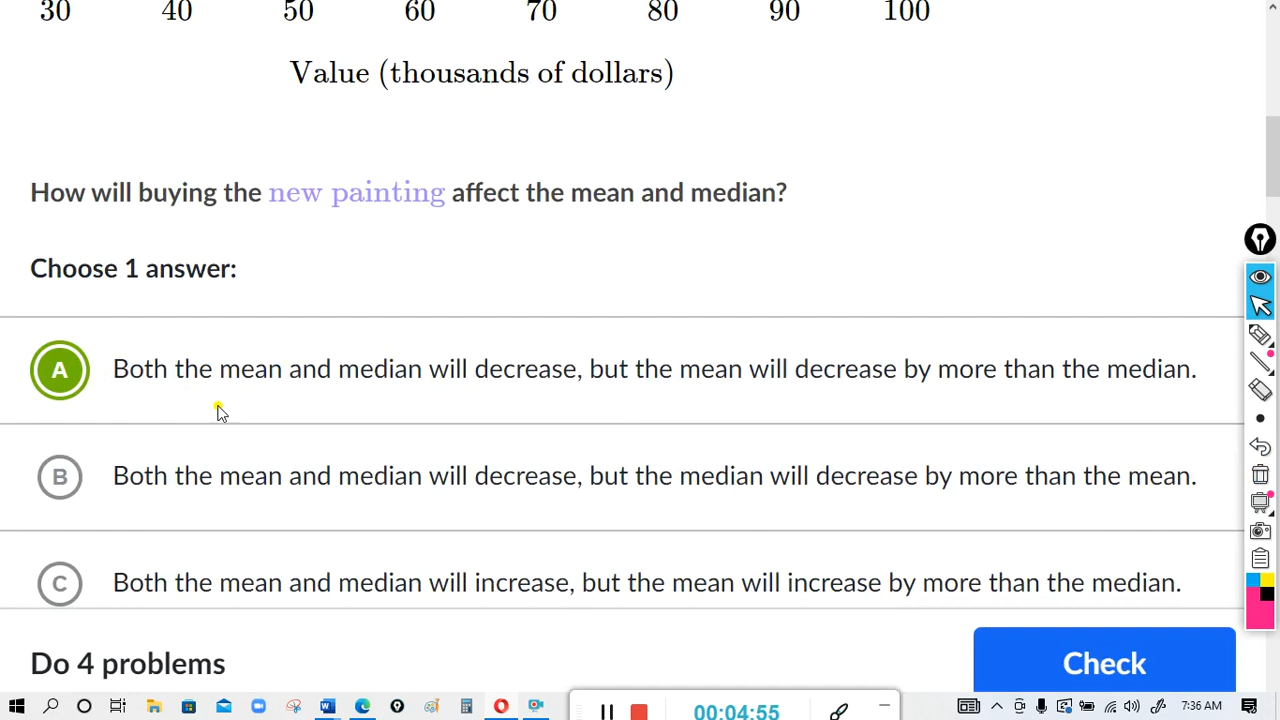 30 40 50 60 70 80 90 100
Value (thousands of dollars)
How will buying the new painting affect the mean and median?
Choose 1 answer:
A Both the mean and median will decrease, but the mean will decrease by more than the median.
B Both the mean and median will decrease, but the median will decrease by more than the mean.
C Both the mean and median will increase, but the mean will increase by more than the median.
Do 4 problems
Check
00:04:55
7:36 AM